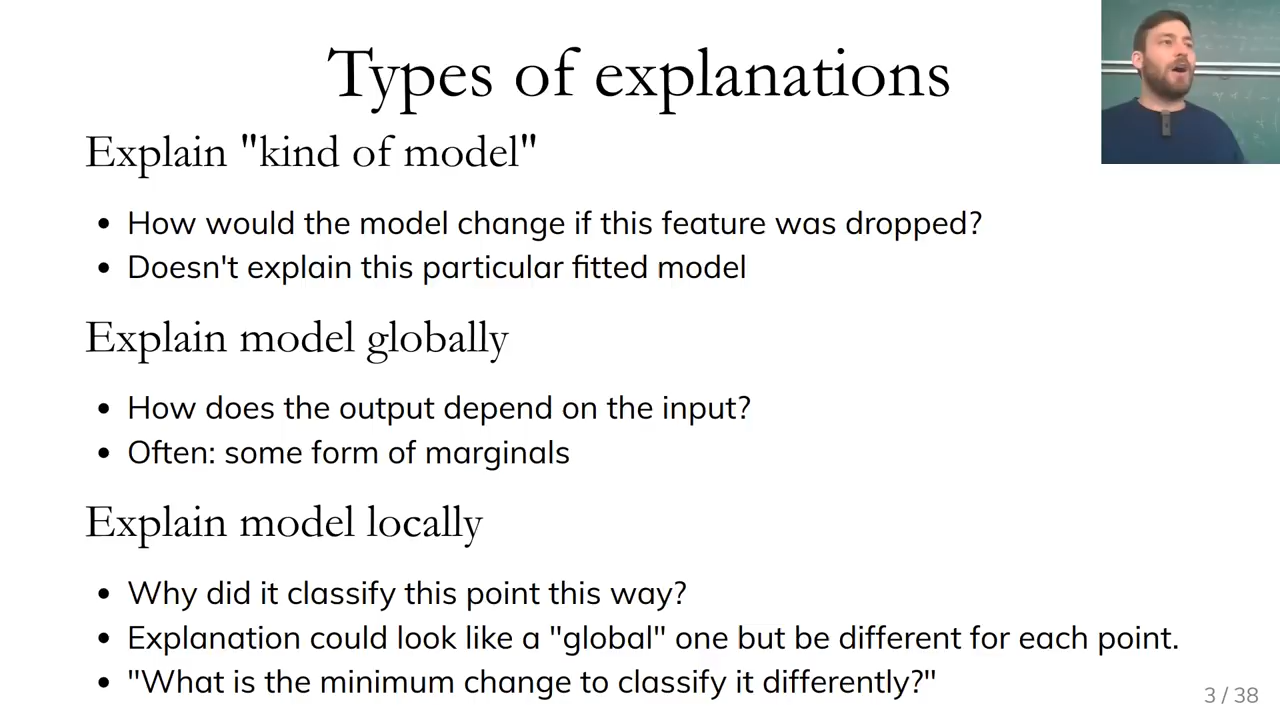 Types of explanations
Explain "kind of model"
• How would the model change if this feature was dropped?
• Doesn't explain this particular fitted model
Explain model globally
• How does the output depend on the input?
• Often: some form of marginals
Explain model locally
• Why did it classify this point this way?
• Explanation could look like a "global" one but be different for each point.
• "What is the minimum change to classify it differently?"
3 / 38